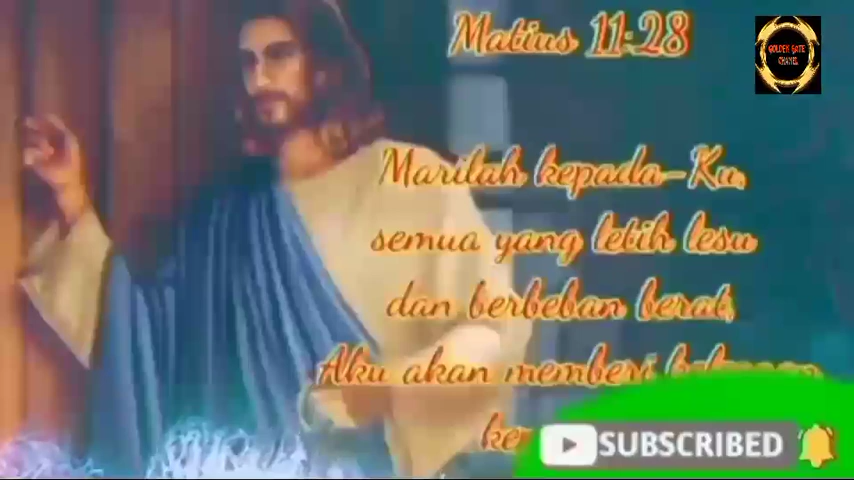 Matius 11:28
GOLDEN GATE
CHANEL
Marilah kepada-Ku,
semua yang letih lesu
dan berbeban berat,
Aku akan memberi
SUBSCRIBED